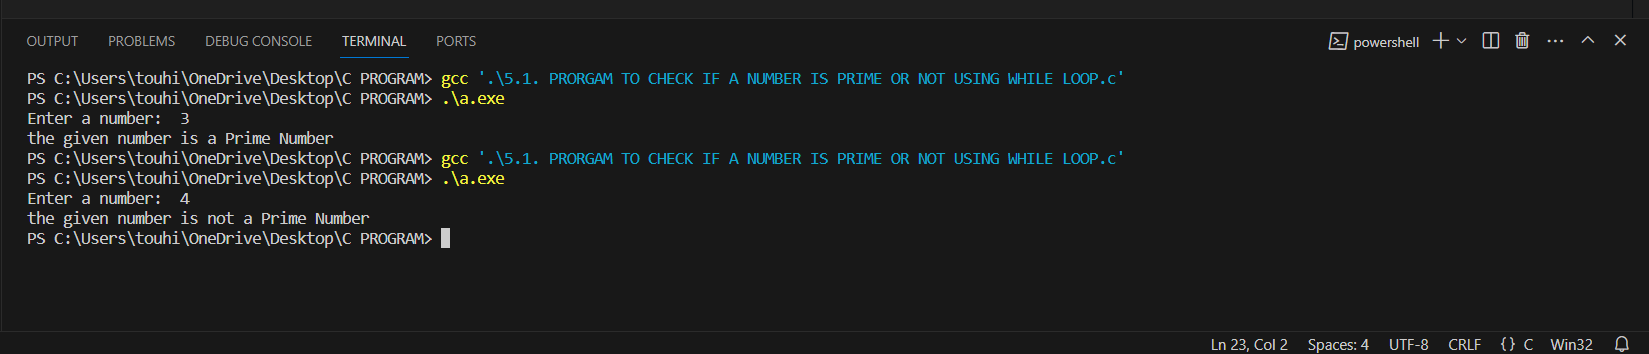 OUTPUT PROBLEMS DEBUG CONSOLE TERMINAL PORTS powershell
PS C:\Users\touhi\OneDrive\Desktop\C PROGRAM> gcc '.\5.1. PRORGAM TO CHECK IF A NUMBER IS PRIME OR NOT USING WHILE LOOP.c'
PS C:\Users\touhi\OneDrive\Desktop\C PROGRAM> .\a.exe
Enter a number:  3
the given number is a Prime Number
PS C:\Users\touhi\OneDrive\Desktop\C PROGRAM> gcc '.\5.1. PRORGAM TO CHECK IF A NUMBER IS PRIME OR NOT USING WHILE LOOP.c'
PS C:\Users\touhi\OneDrive\Desktop\C PROGRAM> .\a.exe
Enter a number:  4
the given number is not a Prime Number
PS C:\Users\touhi\OneDrive\Desktop\C PROGRAM>
Ln 23, Col 2 Spaces: 4 UTF-8 CRLF {} C Win32